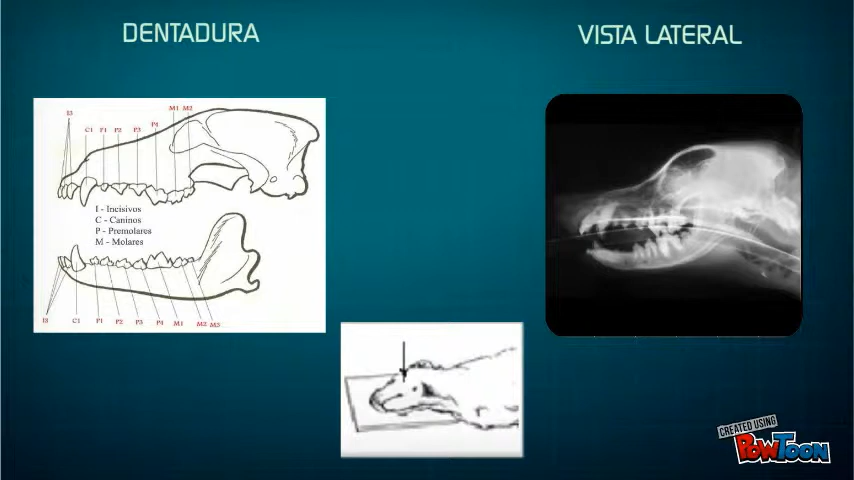 DENTADURA
VISTA LATERAL
M1 M2
I3
C1 P1 P2 P3 P4
I - Incisivos
C - Caninos
P - Premolares
M - Molares
I3 C1 P1 P2 P3 P4 M1 M2 M3
CREATED USING
POWTOON